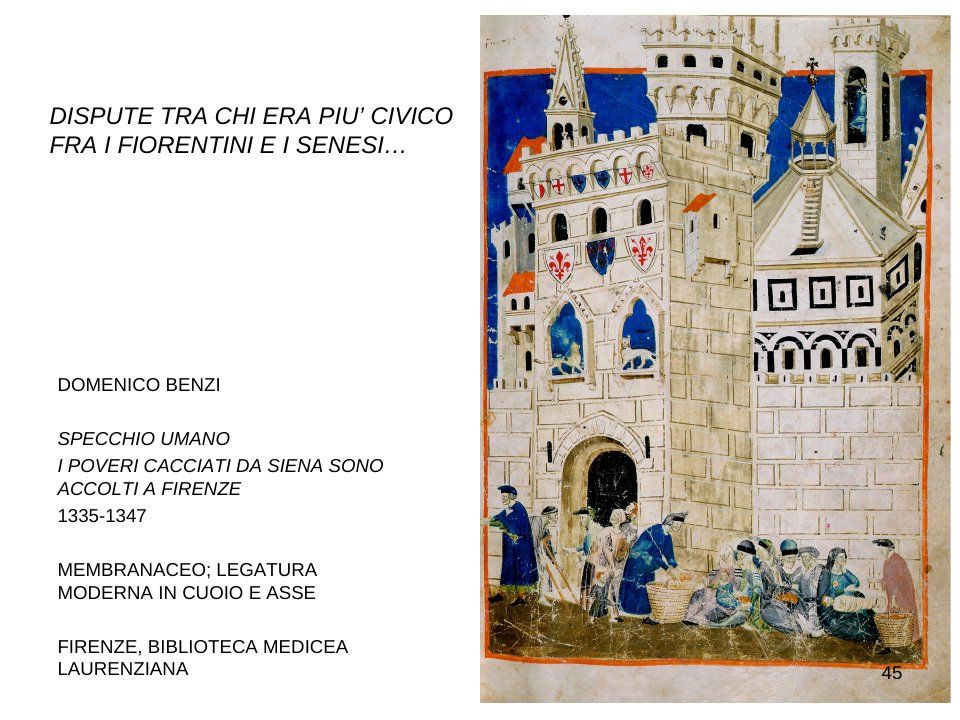 DISPUTE TRA CHI ERA PIU’ CIVICO
FRA I FIORENTINI E I SENESI…
DOMENICO BENZI
SPECCHIO UMANO
I POVERI CACCIATI DA SIENA SONO
ACCOLTI A FIRENZE
1335-1347
MEMBRANACEO; LEGATURA
MODERNA IN CUOIO E ASSE
FIRENZE, BIBLIOTECA MEDICEA
LAURENZIANA
45